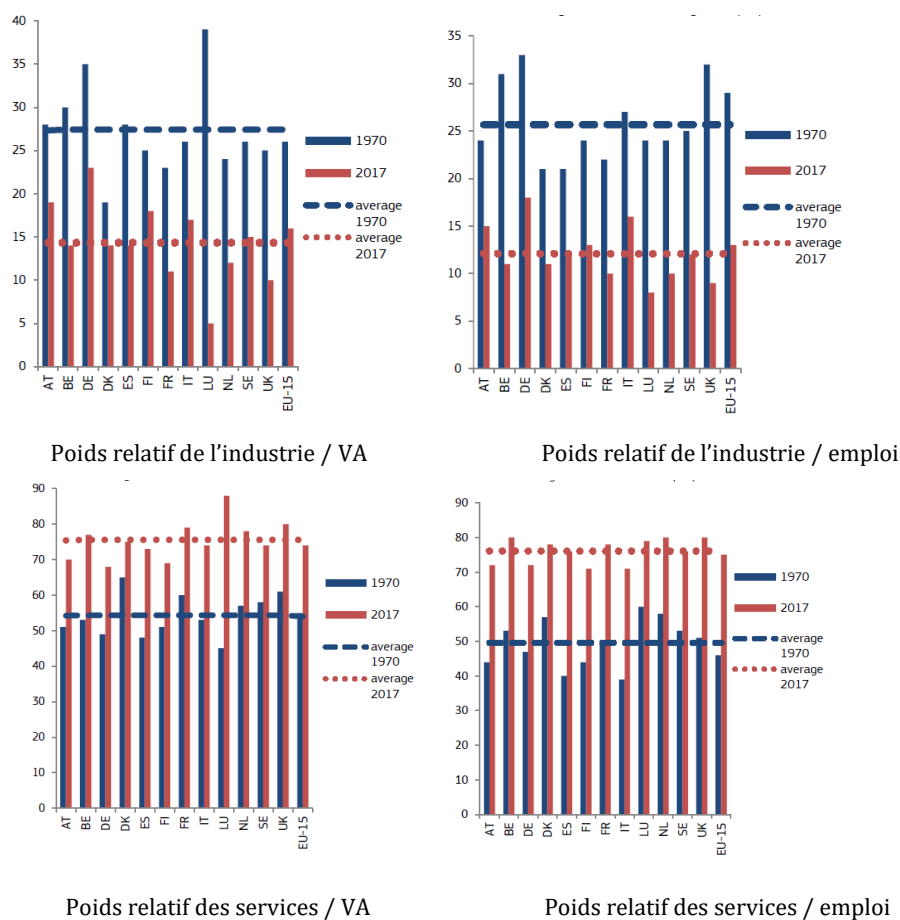 40
35
30
25
20
15
10
5
0
AT
BE
DE
DK
ES
FI
FR
IT
LU
NL
SE
UK
EU-15
1970
2017
average
1970
average
2017
35
30
25
20
15
10
5
0
AT
BE
DE
DK
ES
FI
FR
IT
LU
NL
SE
UK
EU-15
1970
2017
average
1970
average
2017
Poids relatif de l’industrie / VA
Poids relatif de l’industrie / emploi
90
80
70
60
50
40
30
20
10
0
AT
BE
DE
DK
ES
FI
FR
IT
LU
NL
SE
UK
EU-15
1970
2017
average
1970
average
2017
90
80
70
60
50
40
30
20
10
0
AT
BE
DE
DK
ES
FI
FR
IT
LU
NL
SE
UK
EU-15
1970
2017
average
1970
average
2017
Poids relatif des services / VA
Poids relatif des services / emploi